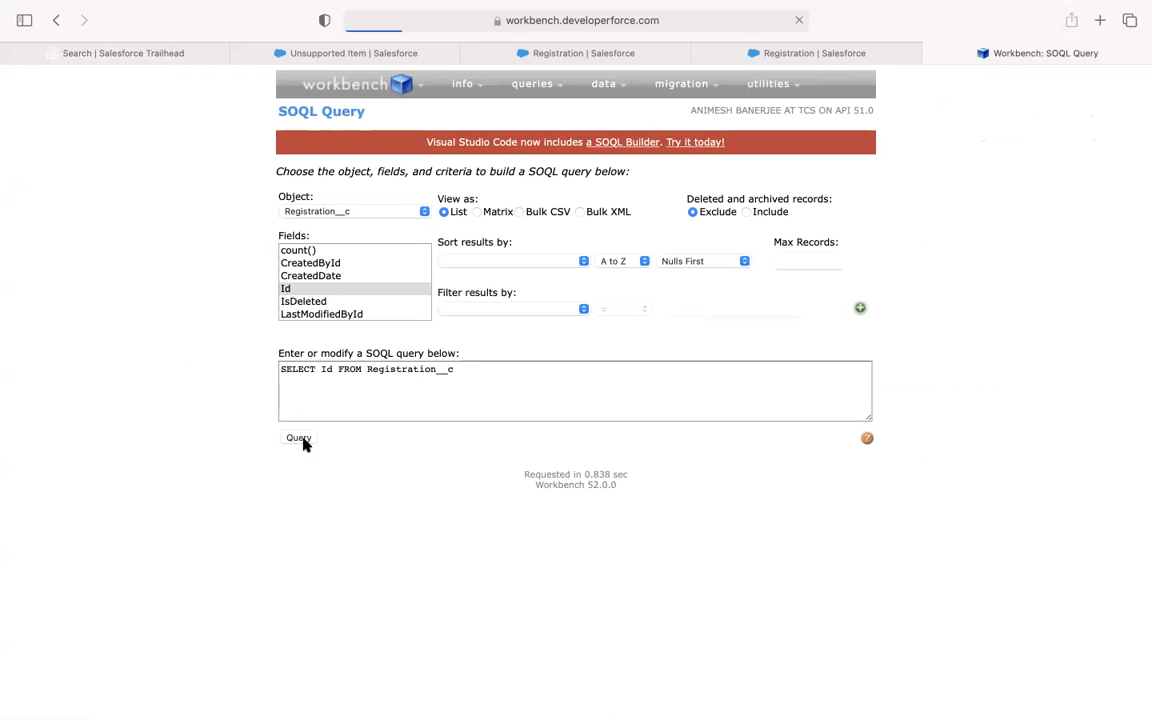 workbench.developerforce.com
Search | Salesforce Trailhead
Unsupported Item | Salesforce
Registration | Salesforce
Registration | Salesforce
Workbench: SOQL Query
workbench
info
queries
data
migration
utilities
SOQL Query
ANIMESH BANERJEE AT TCS ON API 51.0
Visual Studio Code now includes a SOQL Builder. Try it today!
Choose the object, fields, and criteria to build a SOQL query below:
Object:
Registration__c
View as:
List Matrix Bulk CSV Bulk XML
Deleted and archived records:
Exclude Include
Fields:
count()
CreatedById
CreatedDate
Id
IsDeleted
LastModifiedById
Sort results by:
A to Z
Nulls First
Max Records:
Filter results by:
=
Enter or modify a SOQL query below:
SELECT Id FROM Registration__c
Query
?
Requested in 0.838 sec
Workbench 52.0.0